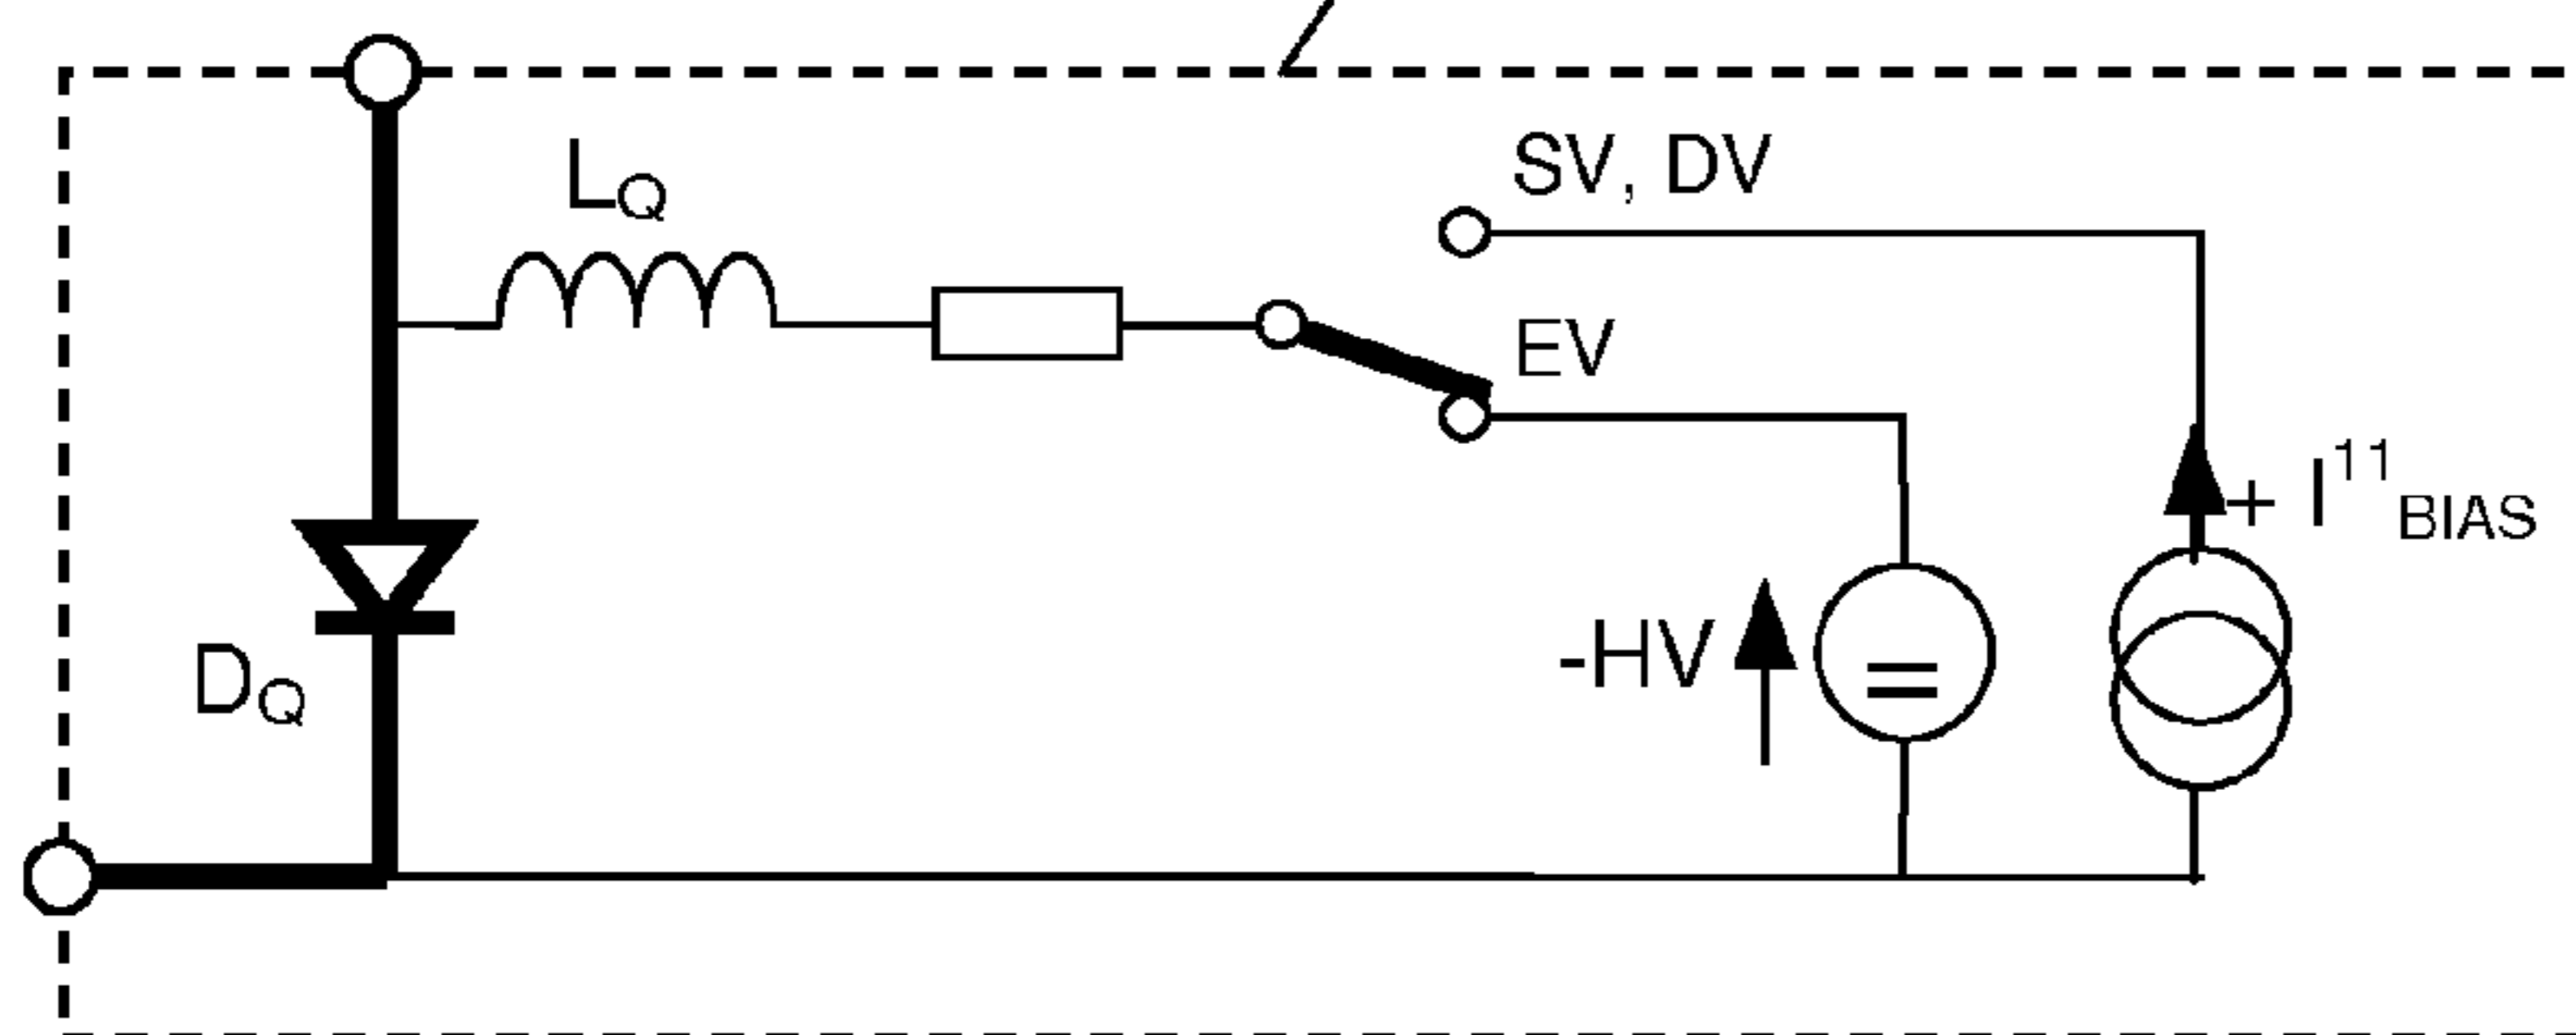 LQ
SV, DV
EV
+ I11BIAS
-HV
DQ